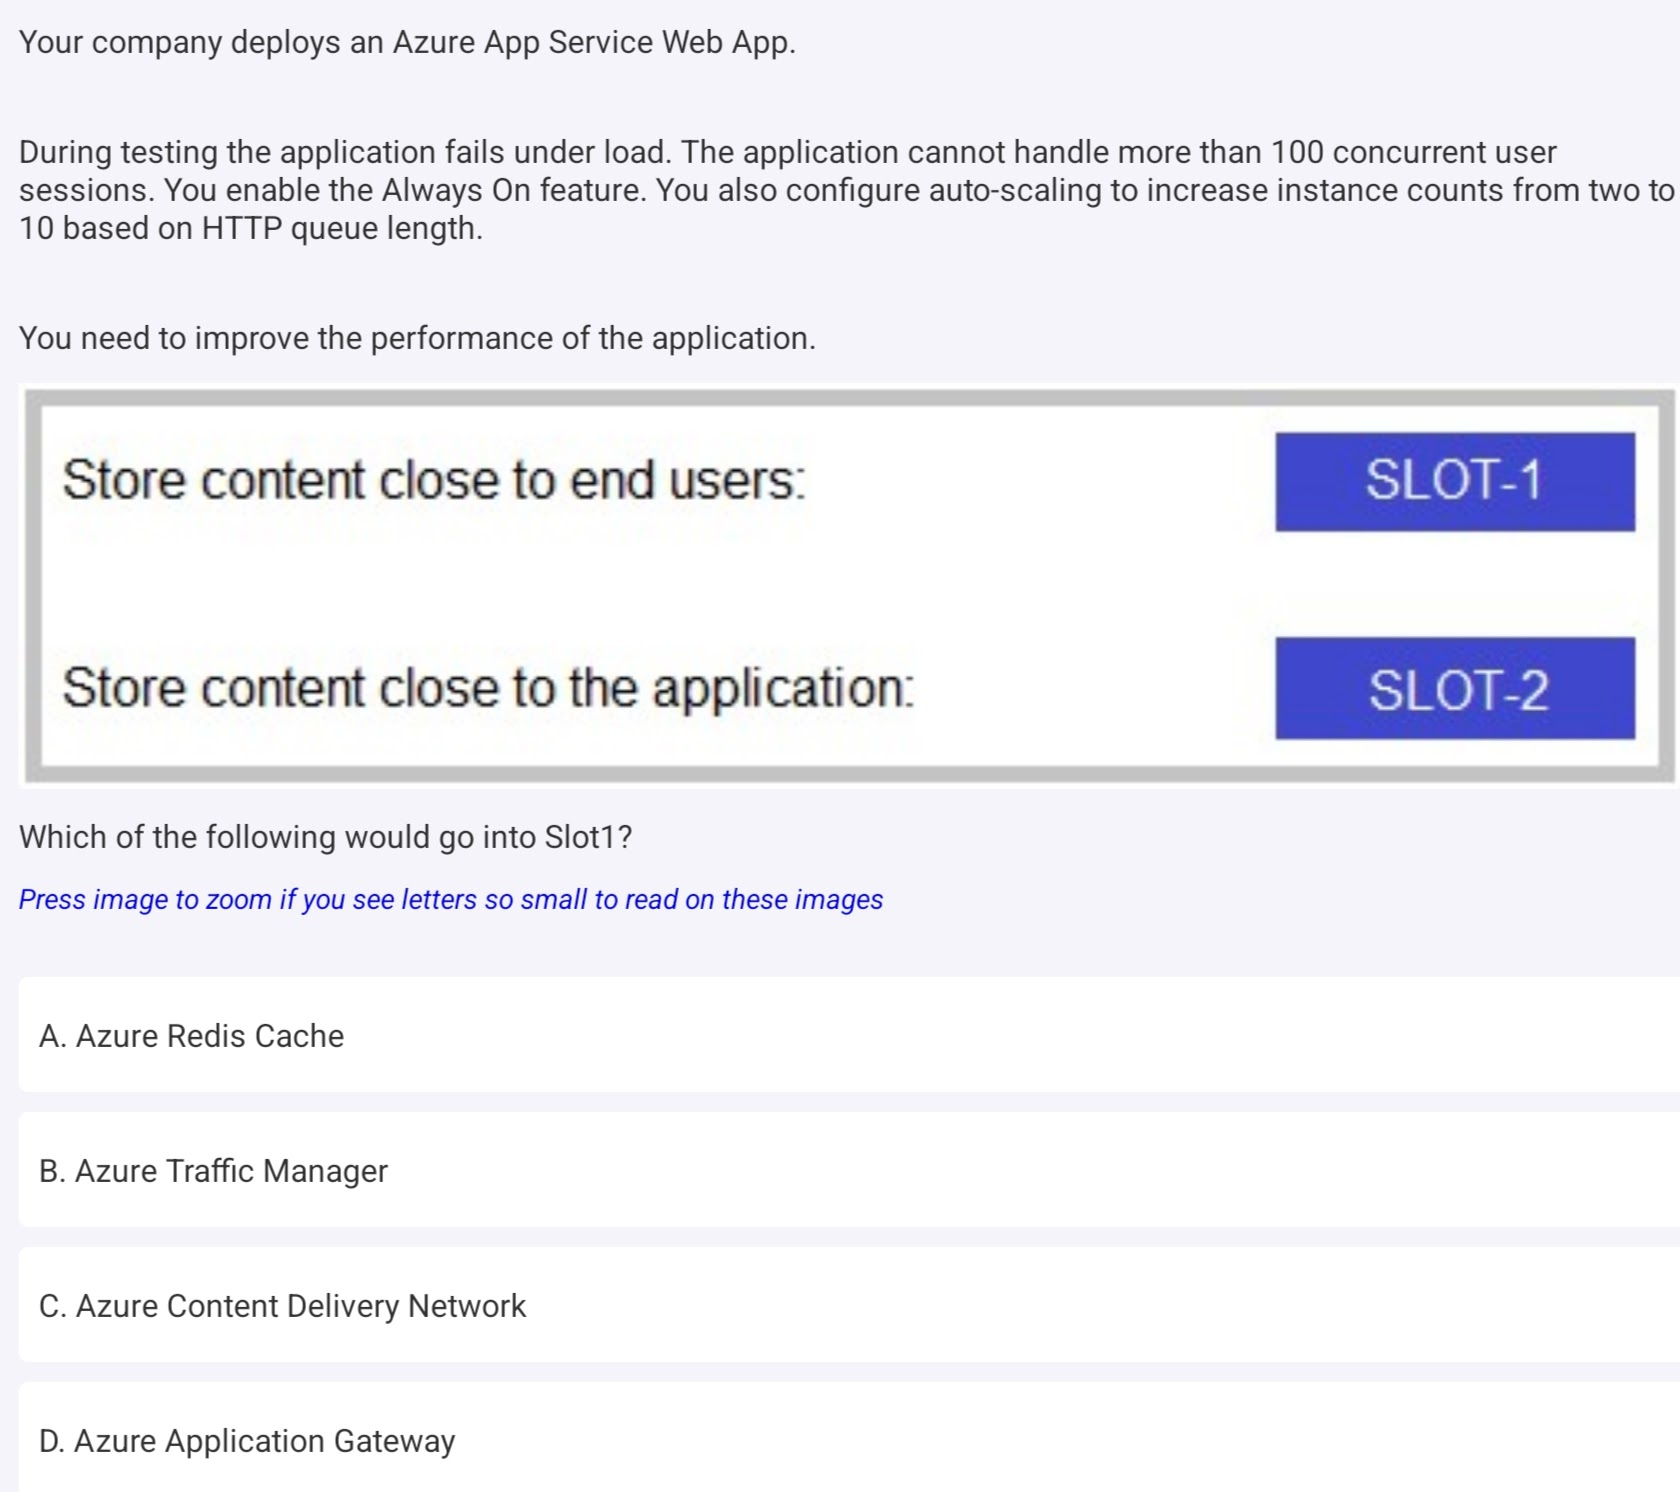 Your company deploys an Azure App Service Web App.
During testing the application fails under load. The application cannot handle more than 100 concurrent user
sessions. You enable the Always On feature. You also configure auto-scaling to increase instance counts from two to
10 based on HTTP queue length.
You need to improve the performance of the application.
Store content close to end users: SLOT-1
Store content close to the application: SLOT-2
Which of the following would go into Slot1?
Press image to zoom if you see letters so small to read on these images
A. Azure Redis Cache
B. Azure Traffic Manager
C. Azure Content Delivery Network
D. Azure Application Gateway